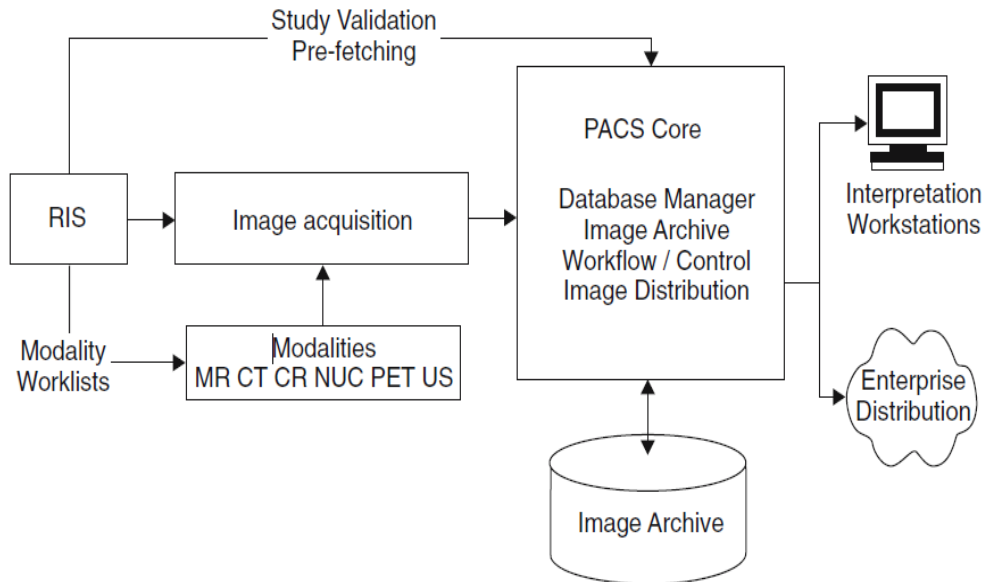 Study Validation
Pre-fetching
PACS Core
Database Manager
Image Archive
Workflow / Control
Image Distribution
Interpretation
Workstations
RIS
Image acquisition
Modality
Worklists
Modalities
MR CT CR NUC PET US
Enterprise
Distribution
Image Archive